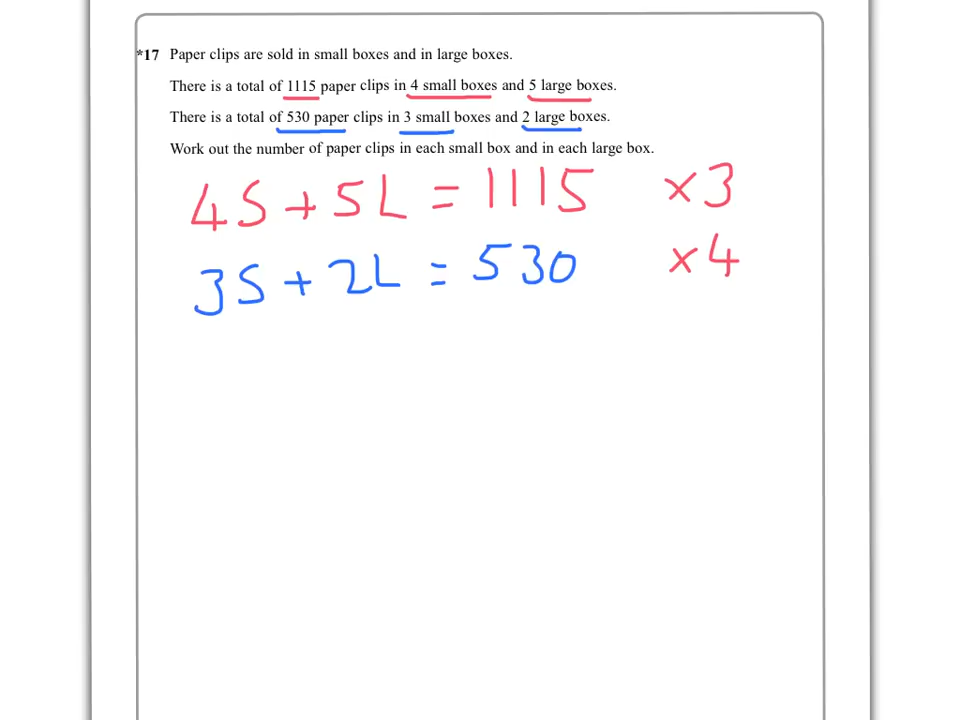 *17 Paper clips are sold in small boxes and in large boxes.
There is a total of 1115 paper clips in 4 small boxes and 5 large boxes.
There is a total of 530 paper clips in 3 small boxes and 2 large boxes.
Work out the number of paper clips in each small box and in each large box.
4S + 5L = 1115 ×3
3S + 2L = 530 ×4